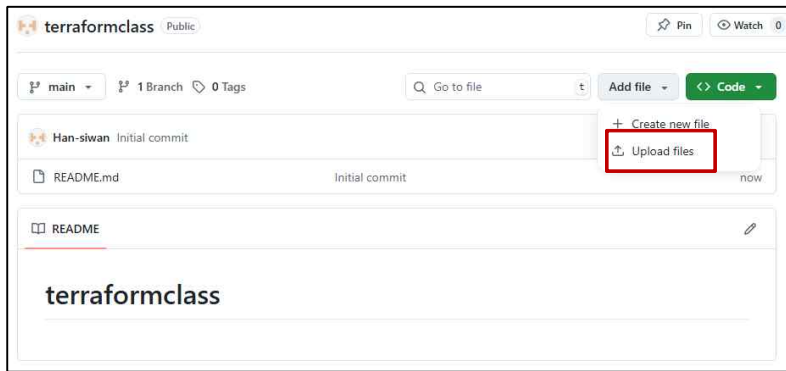 terraformclass Public Pin Watch 0
main 1 Branch 0 Tags Go to file t Add file <> Code
Han-siwan Initial commit
+ Create new file
Upload files
README.md Initial commit now
README
terraformclass